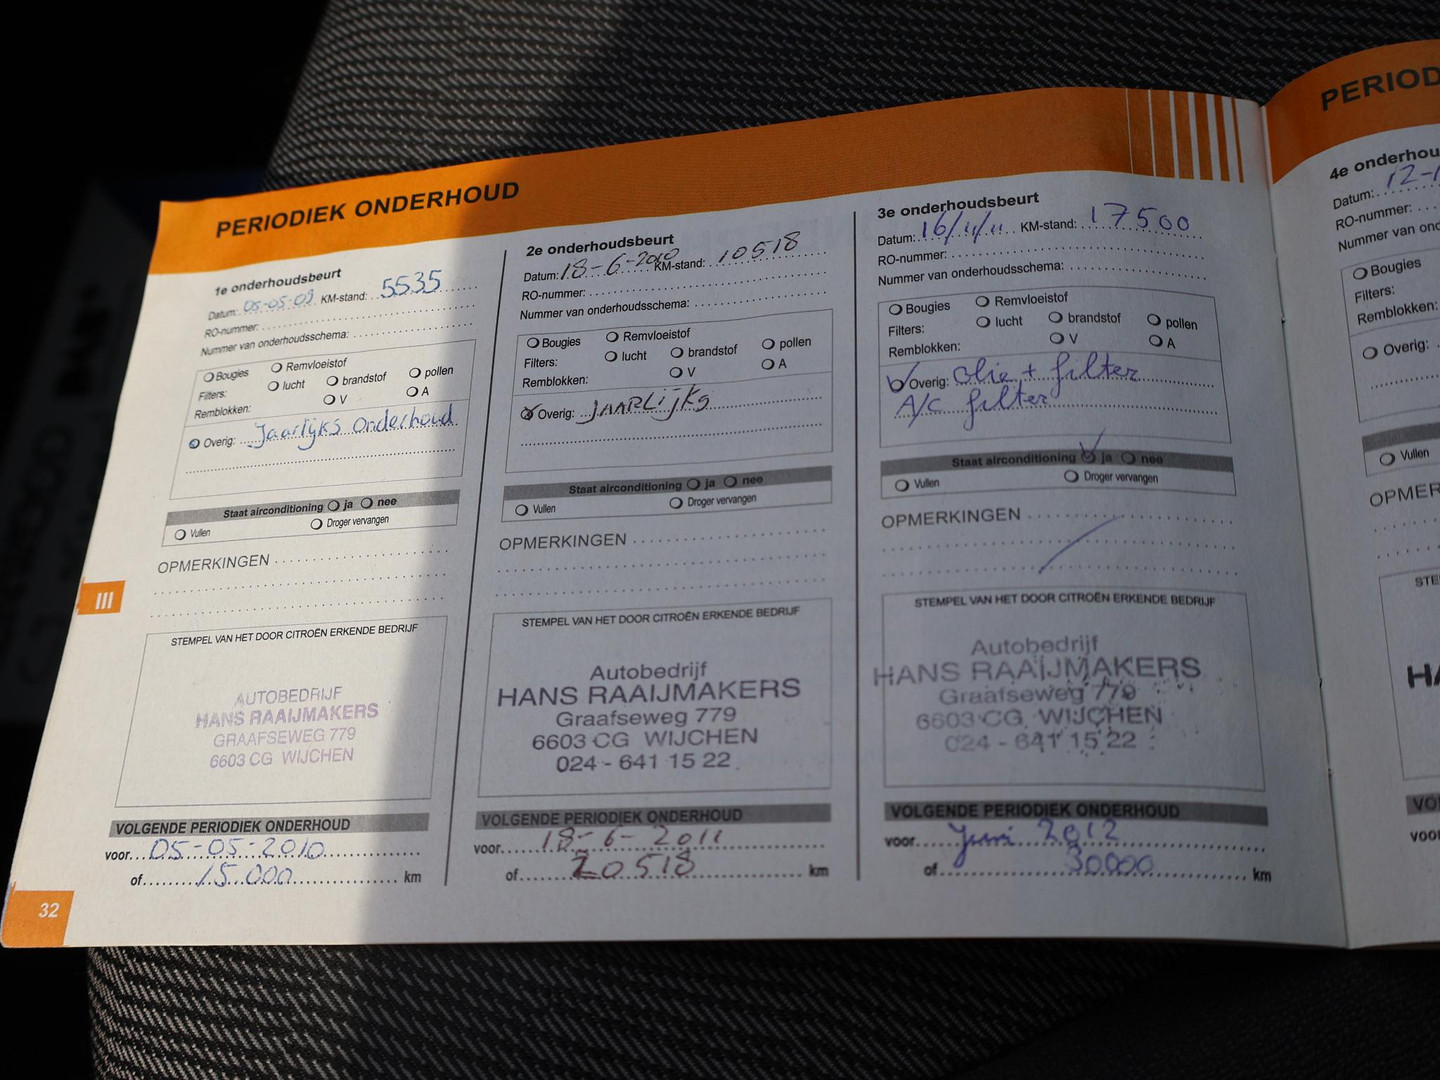 PERIODIEK ONDERHOUD
1e onderhoudsbeurt
Datum: 05-05-09 KM-stand: 5535
RO-nummer:
Nummer van onderhoudsschema:
Bougies Remvloeistof
Filters: lucht brandstof pollen
Remblokken: V A
Overig: Jaarlijks Onderhoud
Staat airconditioning ja nee
Vullen Droger vervangen
OPMERKINGEN
STEMPEL VAN HET DOOR CITROËN ERKENDE BEDRIJF
AUTOBEDRIJF
HANS RAAIJMAKERS
GRAAFSEWEG 779
6603 CG WIJCHEN
VOLGENDE PERIODIEK ONDERHOUD
voor 05-05-2010
of 15.000 km
2e onderhoudsbeurt
Datum: 18-6-2010 KM-stand: 10518
RO-nummer:
Nummer van onderhoudsschema:
Bougies Remvloeistof
Filters: lucht brandstof pollen
Remblokken: V A
Overig: JAARLIJKS
Staat airconditioning ja nee
Vullen Droger vervangen
OPMERKINGEN
STEMPEL VAN HET DOOR CITROËN ERKENDE BEDRIJF
Autobedrijf
HANS RAAIJMAKERS
Graafseweg 779
6603 CG WIJCHEN
024 - 641 15 22
VOLGENDE PERIODIEK ONDERHOUD
voor 18-6-2011
of 20518 km
3e onderhoudsbeurt
Datum: 16/11/11 KM-stand: 17500
RO-nummer:
Nummer van onderhoudsschema:
Bougies Remvloeistof
Filters: lucht brandstof pollen
Remblokken: V A
Overig: olie + filter
A/C filter
Staat airconditioning ja nee
Vullen Droger vervangen
OPMERKINGEN
STEMPEL VAN HET DOOR CITROËN ERKENDE BEDRIJF
Autobedrijf
HANS RAAIJMAKERS
Graafseweg 779
6603 CG WIJCHEN
024 - 641 15 22
VOLGENDE PERIODIEK ONDERHOUD
voor Juni 2012
of 30000 km
III
32
PERIOD
4e onderhou
Datum: 12-1
RO-nummer:
Nummer van ond
Bougies
Filters:
Remblokken:
Overig:
Vullen
OPMER
STE
HA
VO
voor